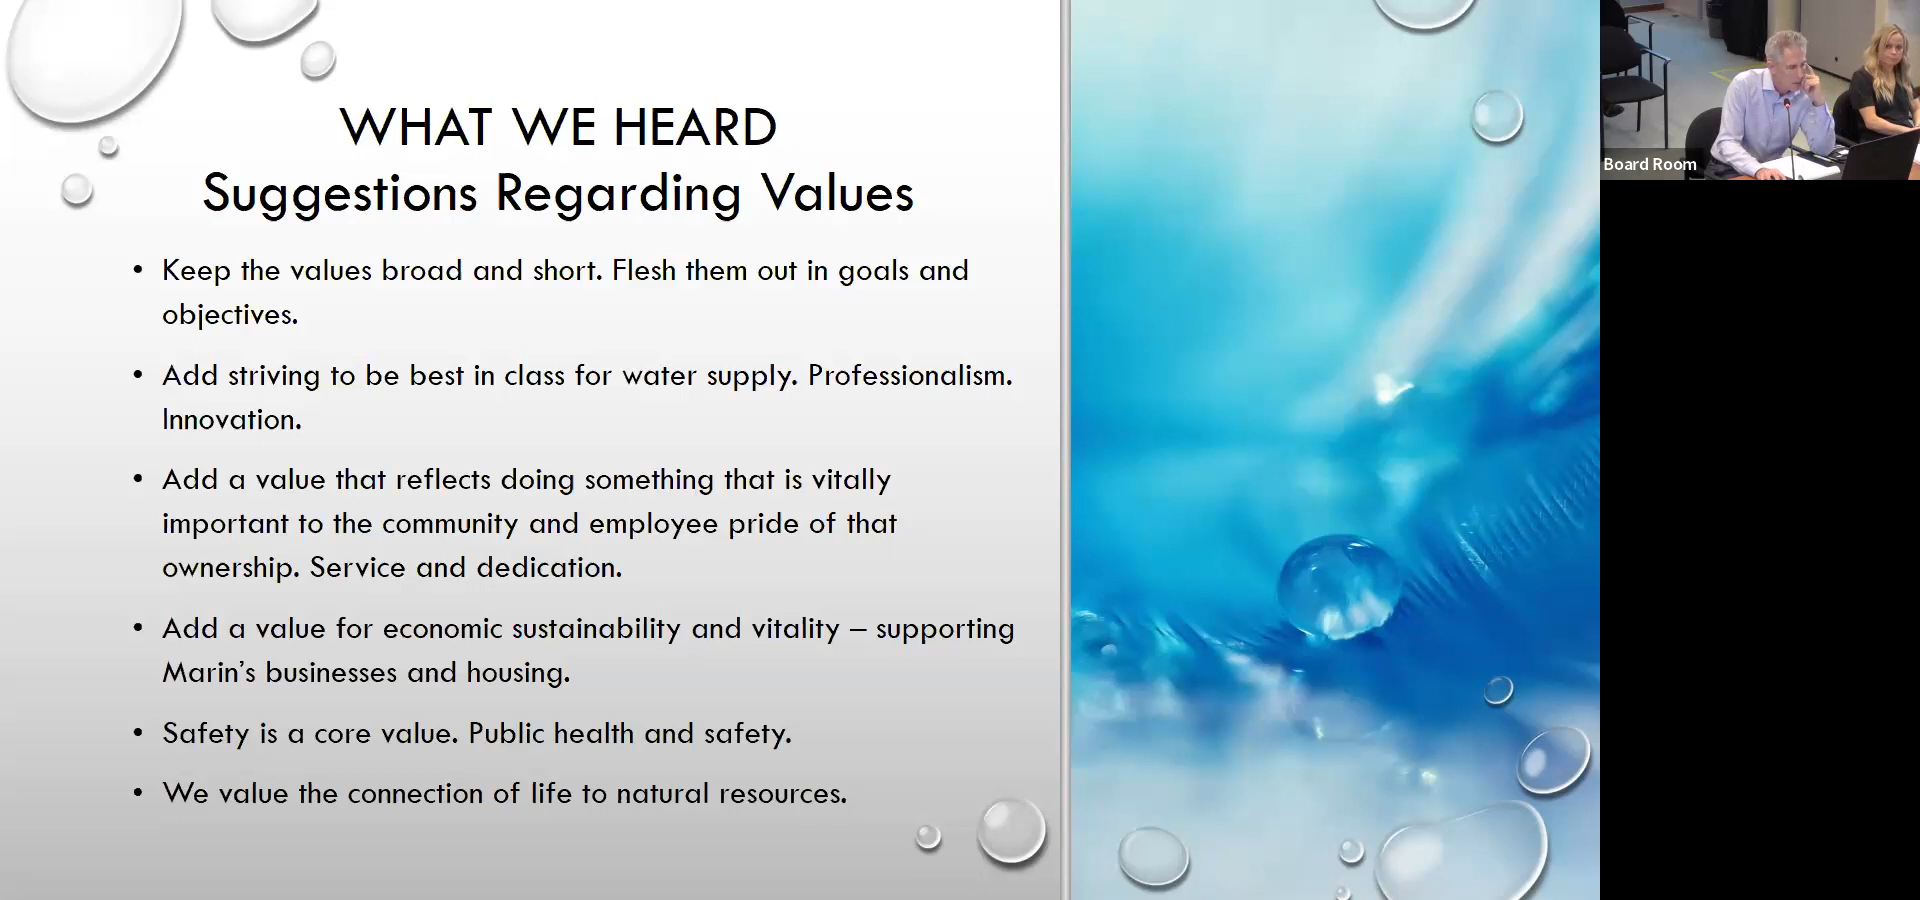 WHAT WE HEARD
Suggestions Regarding Values
• Keep the values broad and short. Flesh them out in goals and
objectives.
• Add striving to be best in class for water supply. Professionalism.
Innovation.
• Add a value that reflects doing something that is vitally
important to the community and employee pride of that
ownership. Service and dedication.
• Add a value for economic sustainability and vitality – supporting
Marin’s businesses and housing.
• Safety is a core value. Public health and safety.
• We value the connection of life to natural resources.
Board Room